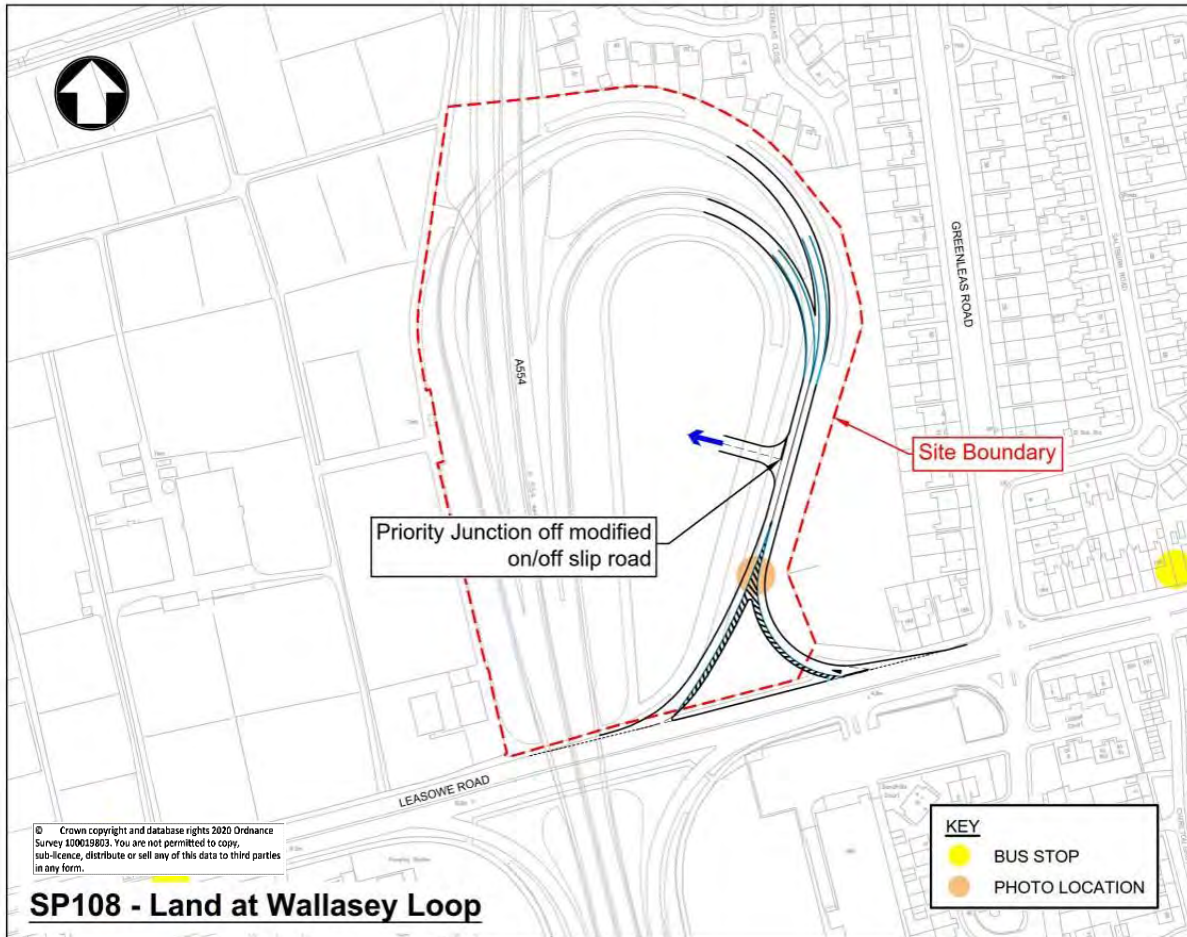 GREENLEAS ROAD
A554
Site Boundary
Priority Junction off modified
on/off slip road
LEASOWE ROAD
© Crown copyright and database rights 2020 Ordnance
Survey 100019803. You are not permitted to copy,
sub-licence, distribute or sell any of this data to third parties
in any form.
SP108 - Land at Wallasey Loop
KEY
BUS STOP
PHOTO LOCATION